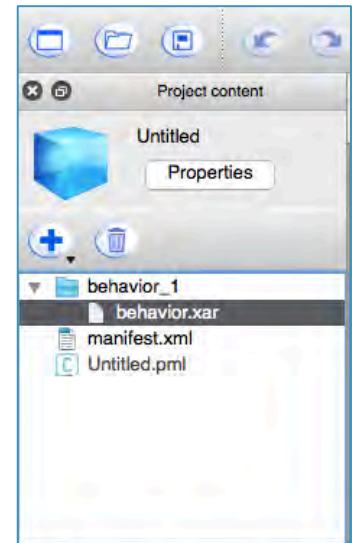 Project content
Untitled
Properties
behavior_1
behavior.xar
manifest.xml
Untitled.pml